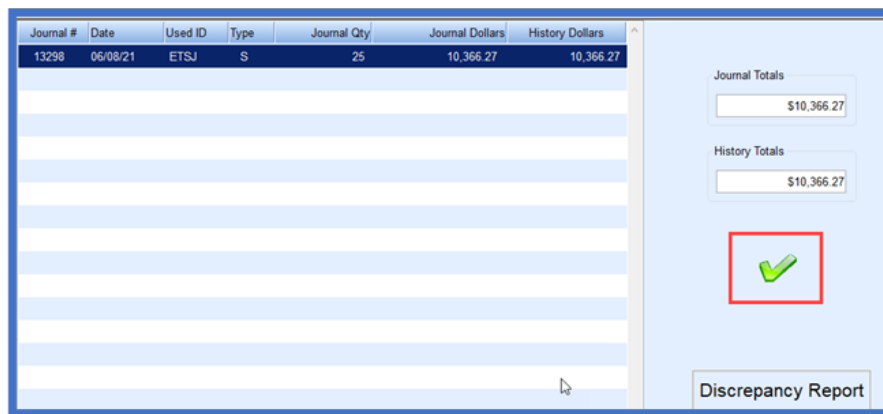 Journal # Date Used ID Type Journal Qty Journal Dollars History Dollars
13298 06/08/21 ETSJ S 25 10,366.27 10,366.27
Journal Totals
$10,366.27
History Totals
$10,366.27
Discrepancy Report